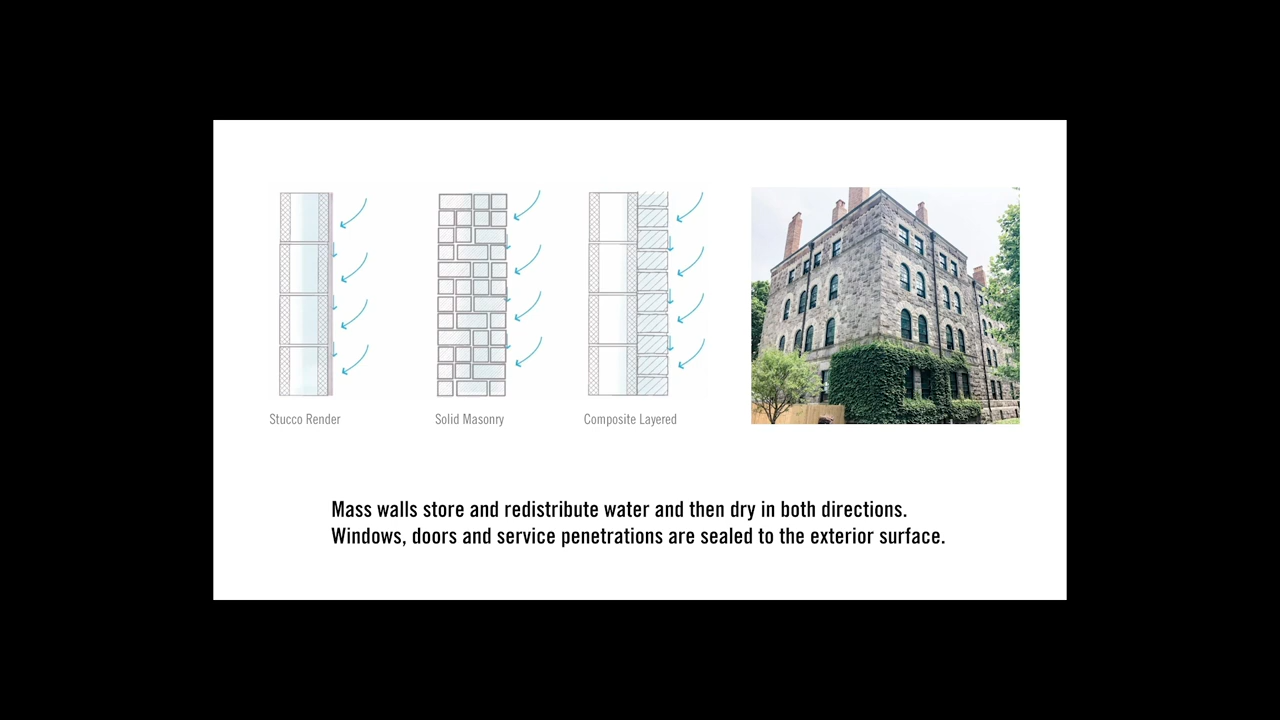 Stucco Render
Solid Masonry
Composite Layered
Mass walls store and redistribute water and then dry in both directions.
Windows, doors and service penetrations are sealed to the exterior surface.